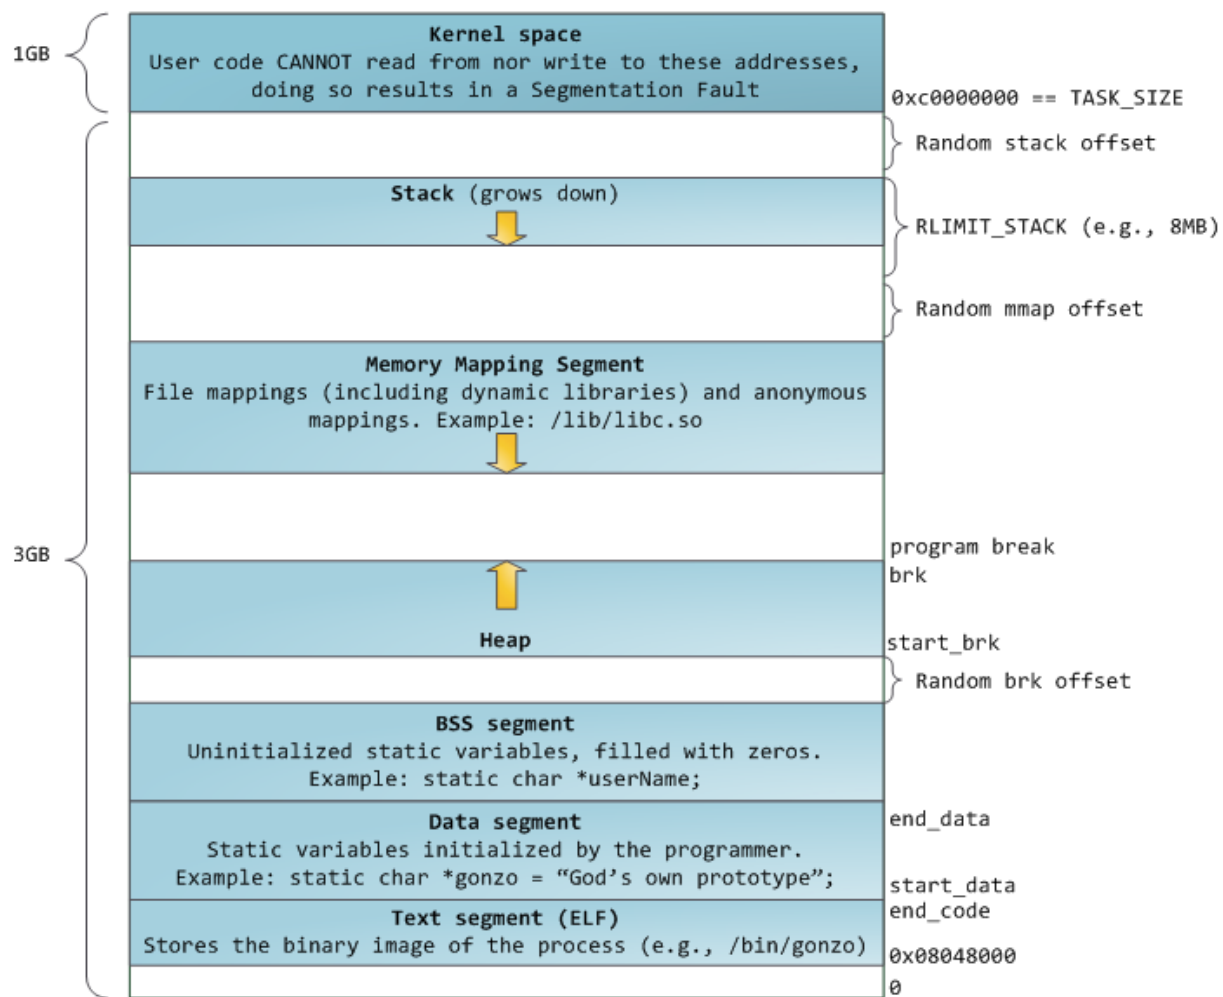 Kernel space
1GB
User code CANNOT read from nor write to these addresses,
doing so results in a Segmentation Fault
0xc0000000 == TASK_SIZE
Random stack offset
Stack (grows down)
RLIMIT_STACK (e.g., 8MB)
Random mmap offset
Memory Mapping Segment
File mappings (including dynamic libraries) and anonymous
mappings. Example: /lib/libc.so
3GB
program break
brk
Heap
start_brk
Random brk offset
BSS segment
Uninitialized static variables, filled with zeros.
Example: static char *userName;
Data segment
end_data
Static variables initialized by the programmer.
Example: static char *gonzo = “God’s own prototype”;
start_data
end_code
Text segment (ELF)
Stores the binary image of the process (e.g., /bin/gonzo)
0x08048000
0